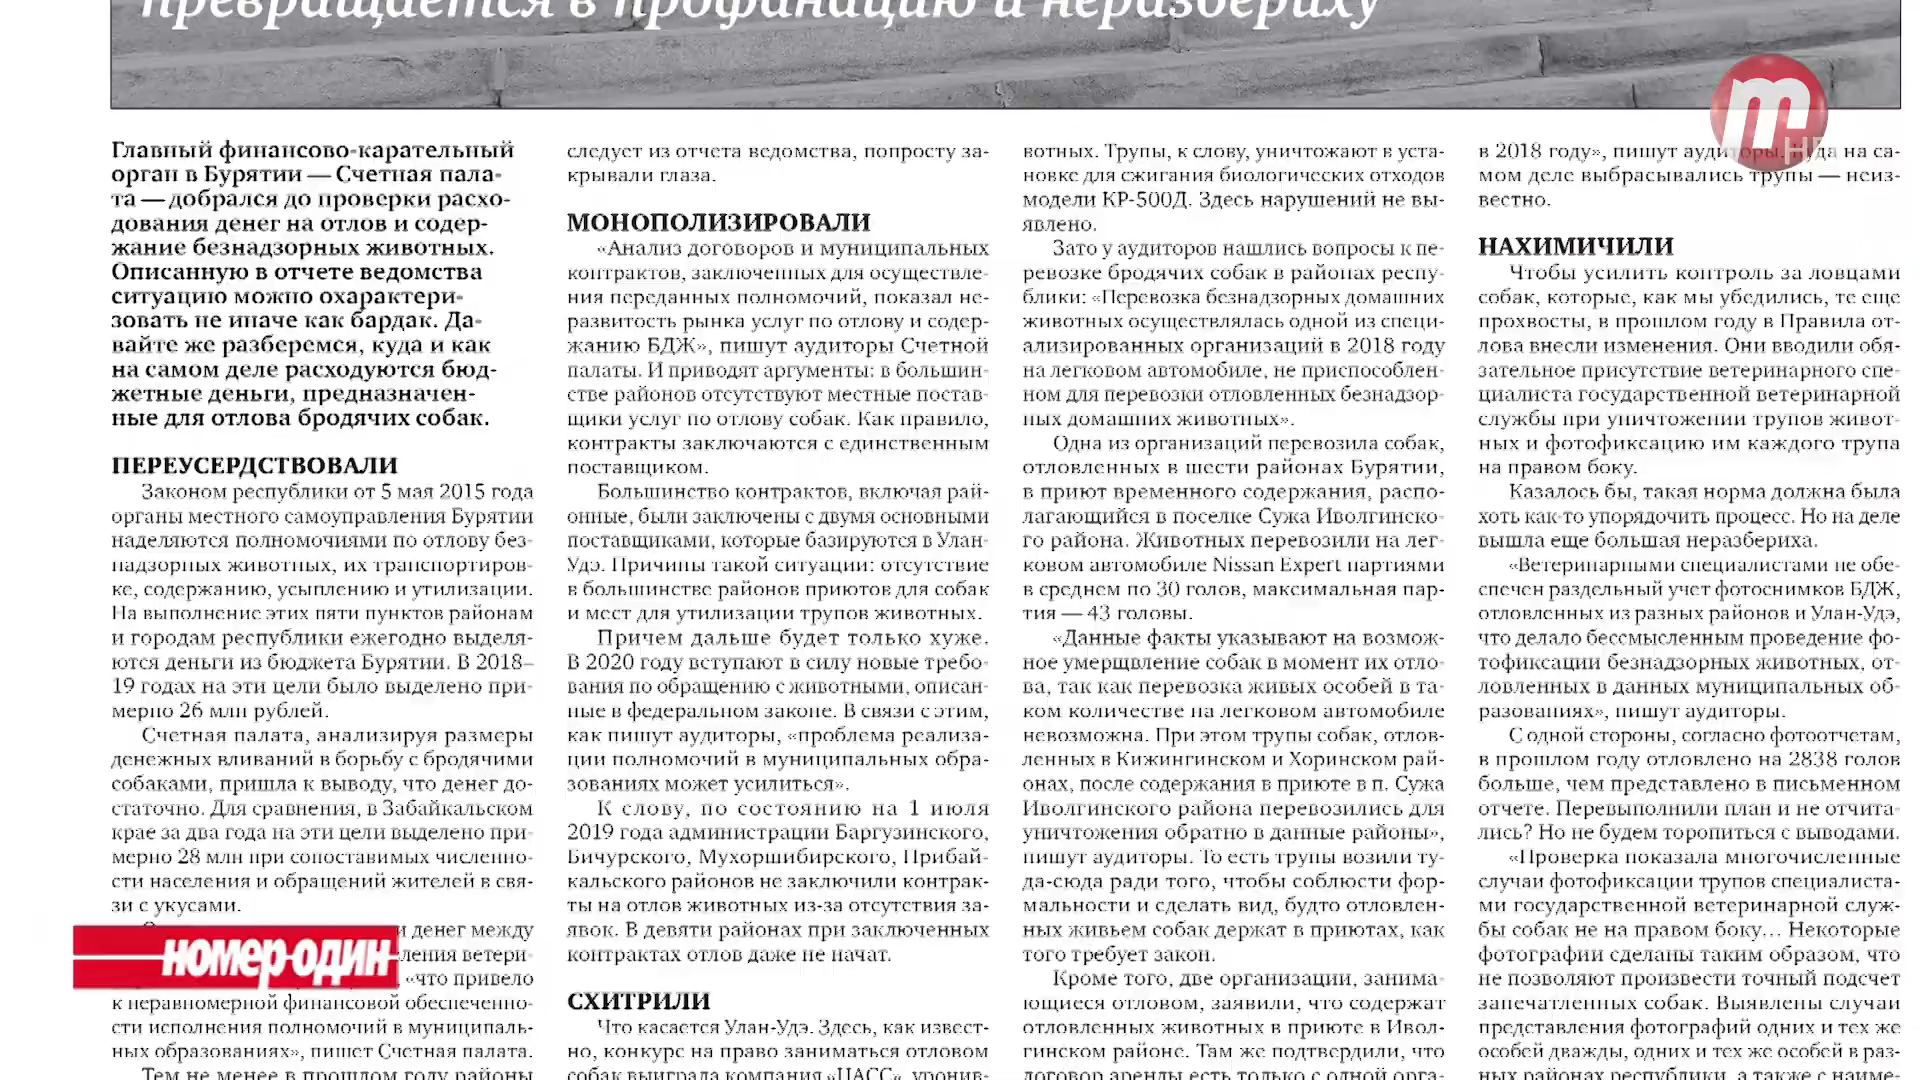 превращается в профанацию и неразбериху
Главный финансово-карательный
орган в Бурятии — Счетная пала-
та — добрался до проверки расхо-
дования денег на отлов и содер-
жание безнадзорных животных.
Описанную в отчете ведомства
ситуацию можно охарактери-
зовать не иначе как бардак. Да-
вайте же разберемся, куда и как
на самом деле расходуются бюд-
жетные деньги, предназначен-
ные для отлова бродячих собак.
ПЕРЕУСЕРДСТВОВАЛИ
Законом республики от 5 мая 2015 года
органы местного самоуправления Бурятии
наделяются полномочиями по отлову без-
надзорных животных, их транспортиров-
ке, содержанию, усыплению и утилизации.
На выполнение этих пяти пунктов районам
и городам республики ежегодно выделя-
ются деньги из бюджета Бурятии. В 2018–
19 годах на эти цели было выделено при-
мерно 26 млн рублей.
Счетная палата, анализируя размеры
денежных вливаний в борьбу с бродячими
собаками, пришла к выводу, что денег до-
статочно. Для сравнения, в Забайкальском
крае за два года на эти цели выделено при-
мерно 28 млн при сопоставимых численно-
сти населения и обращений жителей в свя-
зи с укусами.
и денег между
ления ветери-
«что привело
к неравномерной финансовой обеспеченно-
сти исполнения полномочий в муниципаль-
ных образованиях», пишет Счетная палата.
Тем не менее в прошлом году районы
следует из отчета ведомства, попросту за-
крывали глаза.
МОНОПОЛИЗИРОВАЛИ
«Анализ договоров и муниципальных
контрактов, заключенных для осуществле-
ния переданных полномочий, показал не-
развитость рынка услуг по отлову и содер-
жанию БДЖ», пишут аудиторы Счетной
палаты. И приводят аргументы: в большин-
стве районов отсутствуют местные постав-
щики услуг по отлову собак. Как правило,
контракты заключаются с единственным
поставщиком.
Большинство контрактов, включая рай-
онные, были заключены с двумя основными
поставщиками, которые базируются в Улан-
Удэ. Причины такой ситуации: отсутствие
в большинстве районов приютов для собак
и мест для утилизации трупов животных.
Причем дальше будет только хуже.
В 2020 году вступают в силу новые требо-
вания по обращению с животными, описан-
ные в федеральном законе. В связи с этим,
как пишут аудиторы, «проблема реализа-
ции полномочий в муниципальных обра-
зованиях может усилиться».
К слову, по состоянию на 1 июля
2019 года администрации Баргузинского,
Бичурского, Мухоршибирского, Прибай-
кальского районов не заключили контрак-
ты на отлов животных из-за отсутствия за-
явок. В девяти районах при заключенных
контрактах отлов даже не начат.
СХИТРИЛИ
Что касается Улан-Удэ. Здесь, как извест-
но, конкурс на право заниматься отловом
собак выиграла компания «ЦАСС», уронив-
вотных. Трупы, к слову, уничтожают в уста-
новке для сжигания биологических отходов
модели КР-500Д. Здесь нарушений не вы-
явлено.
Зато у аудиторов нашлись вопросы к пе-
ревозке бродячих собак в районах респу-
блики: «Перевозка безнадзорных домашних
животных осуществлялась одной из специ-
ализированных организаций в 2018 году
на легковом автомобиле, не приспособлен-
ном для перевозки отловленных безнадзор-
ных домашних животных».
Одна из организаций перевозила собак,
отловленных в шести районах Бурятии,
в приют временного содержания, распо-
лагающийся в поселке Сужа Иволгинско-
го района. Животных перевозили на лег-
ковом автомобиле Nissan Expert партиями
в среднем по 30 голов, максимальная пар-
тия — 43 головы.
«Данные факты указывают на возмож-
ное умерщвление собак в момент их отло-
ва, так как перевозка живых особей в та-
ком количестве на легковом автомобиле
невозможна. При этом трупы собак, отлов-
ленных в Кижингинском и Хоринском рай-
онах, после содержания в приюте в п. Сужа
Иволгинского района перевозились для
уничтожения обратно в данные районы»,
пишут аудиторы. То есть трупы возили ту-
да-сюда ради того, чтобы соблюсти фор-
мальности и сделать вид, будто отловлен-
ных живьем собак держат в приютах, как
того требует закон.
Кроме того, две организации, занима-
ющиеся отловом, заявили, что содержат
отловленных животных в приюте в Ивол-
гинском районе. Там же подтвердили, что
договор аренды есть только с одной орга-
в 2018 году», пишут аудиторы. Куда на са-
мом деле выбрасывались трупы — неиз-
вестно.
НАХИМИЧИЛИ
Чтобы усилить контроль за ловцами
собак, которые, как мы убедились, те еще
прохвосты, в прошлом году в Правила от-
лова внесли изменения. Они вводили обя-
зательное присутствие ветеринарного спе-
циалиста государственной ветеринарной
службы при уничтожении трупов живот-
ных и фотофиксацию им каждого трупа
на правом боку.
Казалось бы, такая норма должна была
хоть как-то упорядочить процесс. Но на деле
вышла еще большая неразбериха.
«Ветеринарными специалистами не обе-
спечен раздельный учет фотоснимков БДЖ,
отловленных из разных районов и Улан-Удэ,
что делало бессмысленным проведение фо-
тофиксации безнадзорных животных, от-
ловленных в данных муниципальных об-
разованиях», пишут аудиторы.
С одной стороны, согласно фотоотчетам,
в прошлом году отловлено на 2838 голов
больше, чем представлено в письменном
отчете. Перевыполнили план и не отчита-
лись? Но не будем торопиться с выводами.
«Проверка показала многочисленные
случаи фотофиксации трупов специалиста-
ми государственной ветеринарной служ-
бы собак не на правом боку… Некоторые
фотографии сделаны таким образом, что
не позволяют произвести точный подсчет
запечатленных собак. Выявлены случаи
представления фотографий одних и тех же
особей дважды, одних и тех же особей в раз-
ных районах республики, а также с наиме-
номер-один